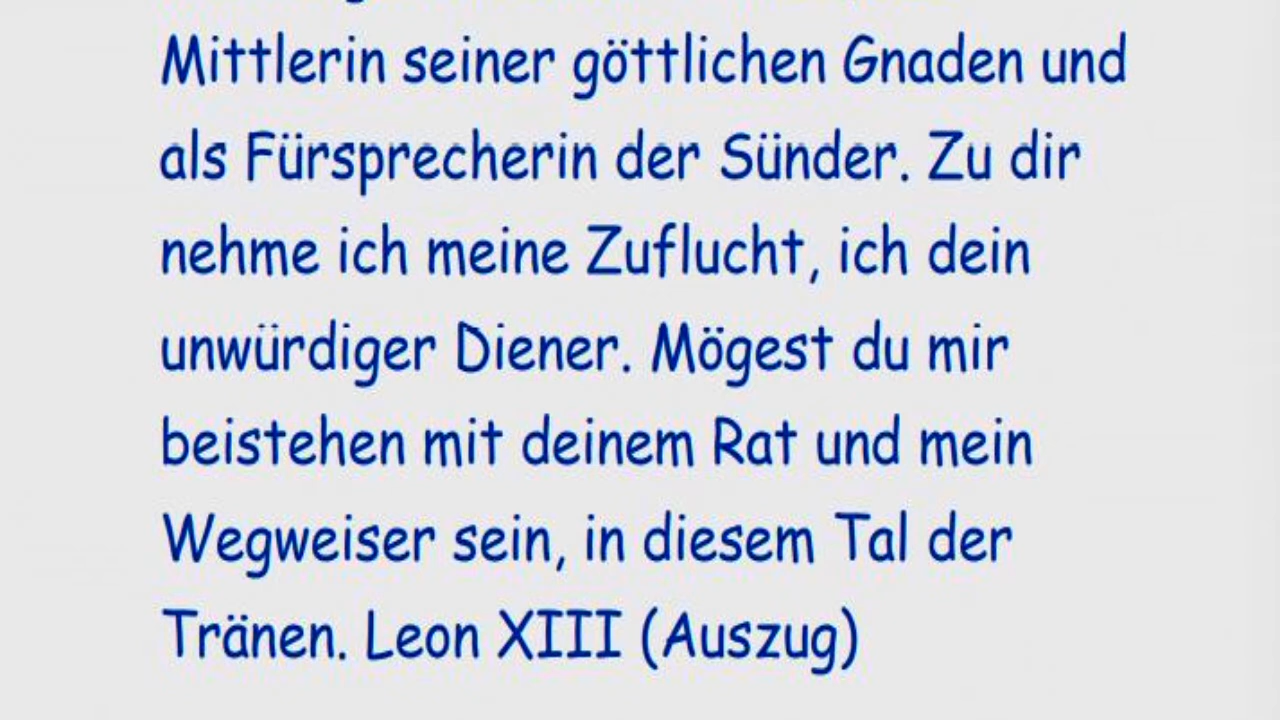 Mittlerin seiner göttlichen Gnaden und
als Fürsprecherin der Sünder. Zu dir
nehme ich meine Zuflucht, ich dein
unwürdiger Diener. Mögest du mir
beistehen mit deinem Rat und mein
Wegweiser sein, in diesem Tal der
Tränen. Leon XIII (Auszug)